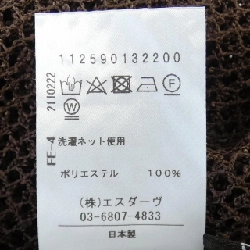 112590132200
2110222
FF-A
洗濯ネット使用
ポリエステル 100%
(株)エスダーヴ
03-6807-4833
日本製